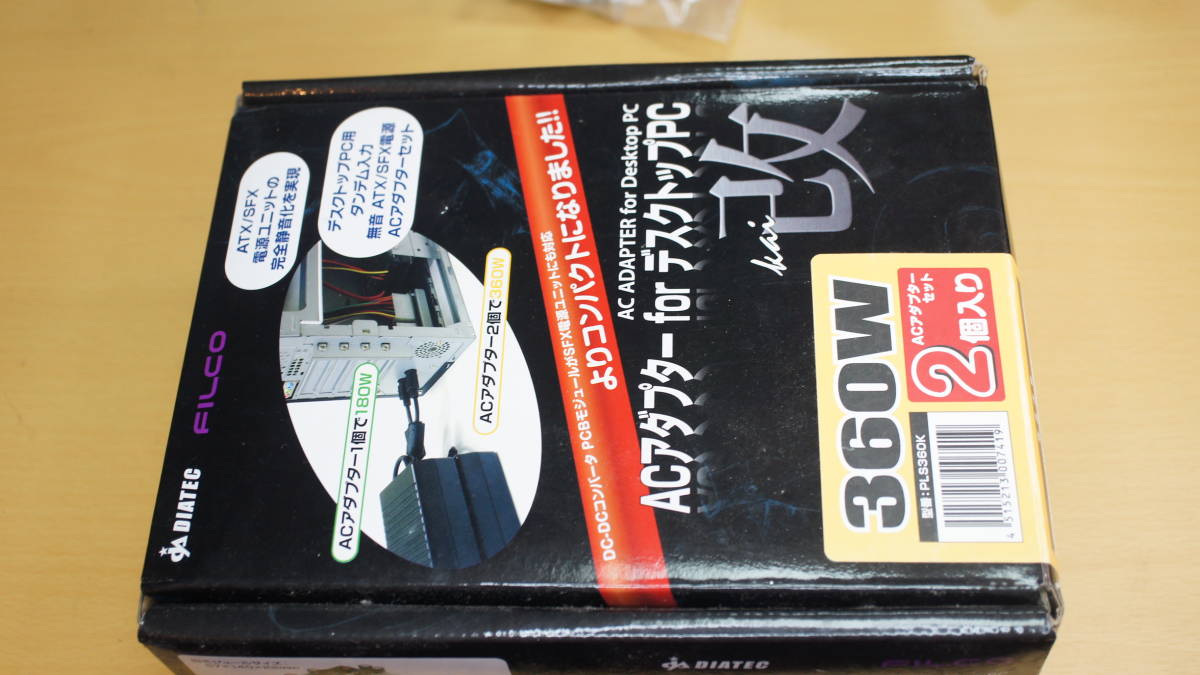 DIATEC
FILCO
ATX/SFX
電源ユニットの
完全静音化を実現
デスクトップPC用
タンデム入力
無音 ATX/SFX電源
ACアダプターセット
ACアダプター1個で180W
ACアダプター2個で360W
DC-DCコンバータ PCBモジュールがSFX電源ユニットにも対応
よりコンパクトになりました!!
AC ADAPTER for Desktop PC
ACアダプター for デスクトップPC
改
kai
360W
ACアダプター
セット
2個入り
型番:PLS360K
4 515213 007419
DIATEC
FILCO